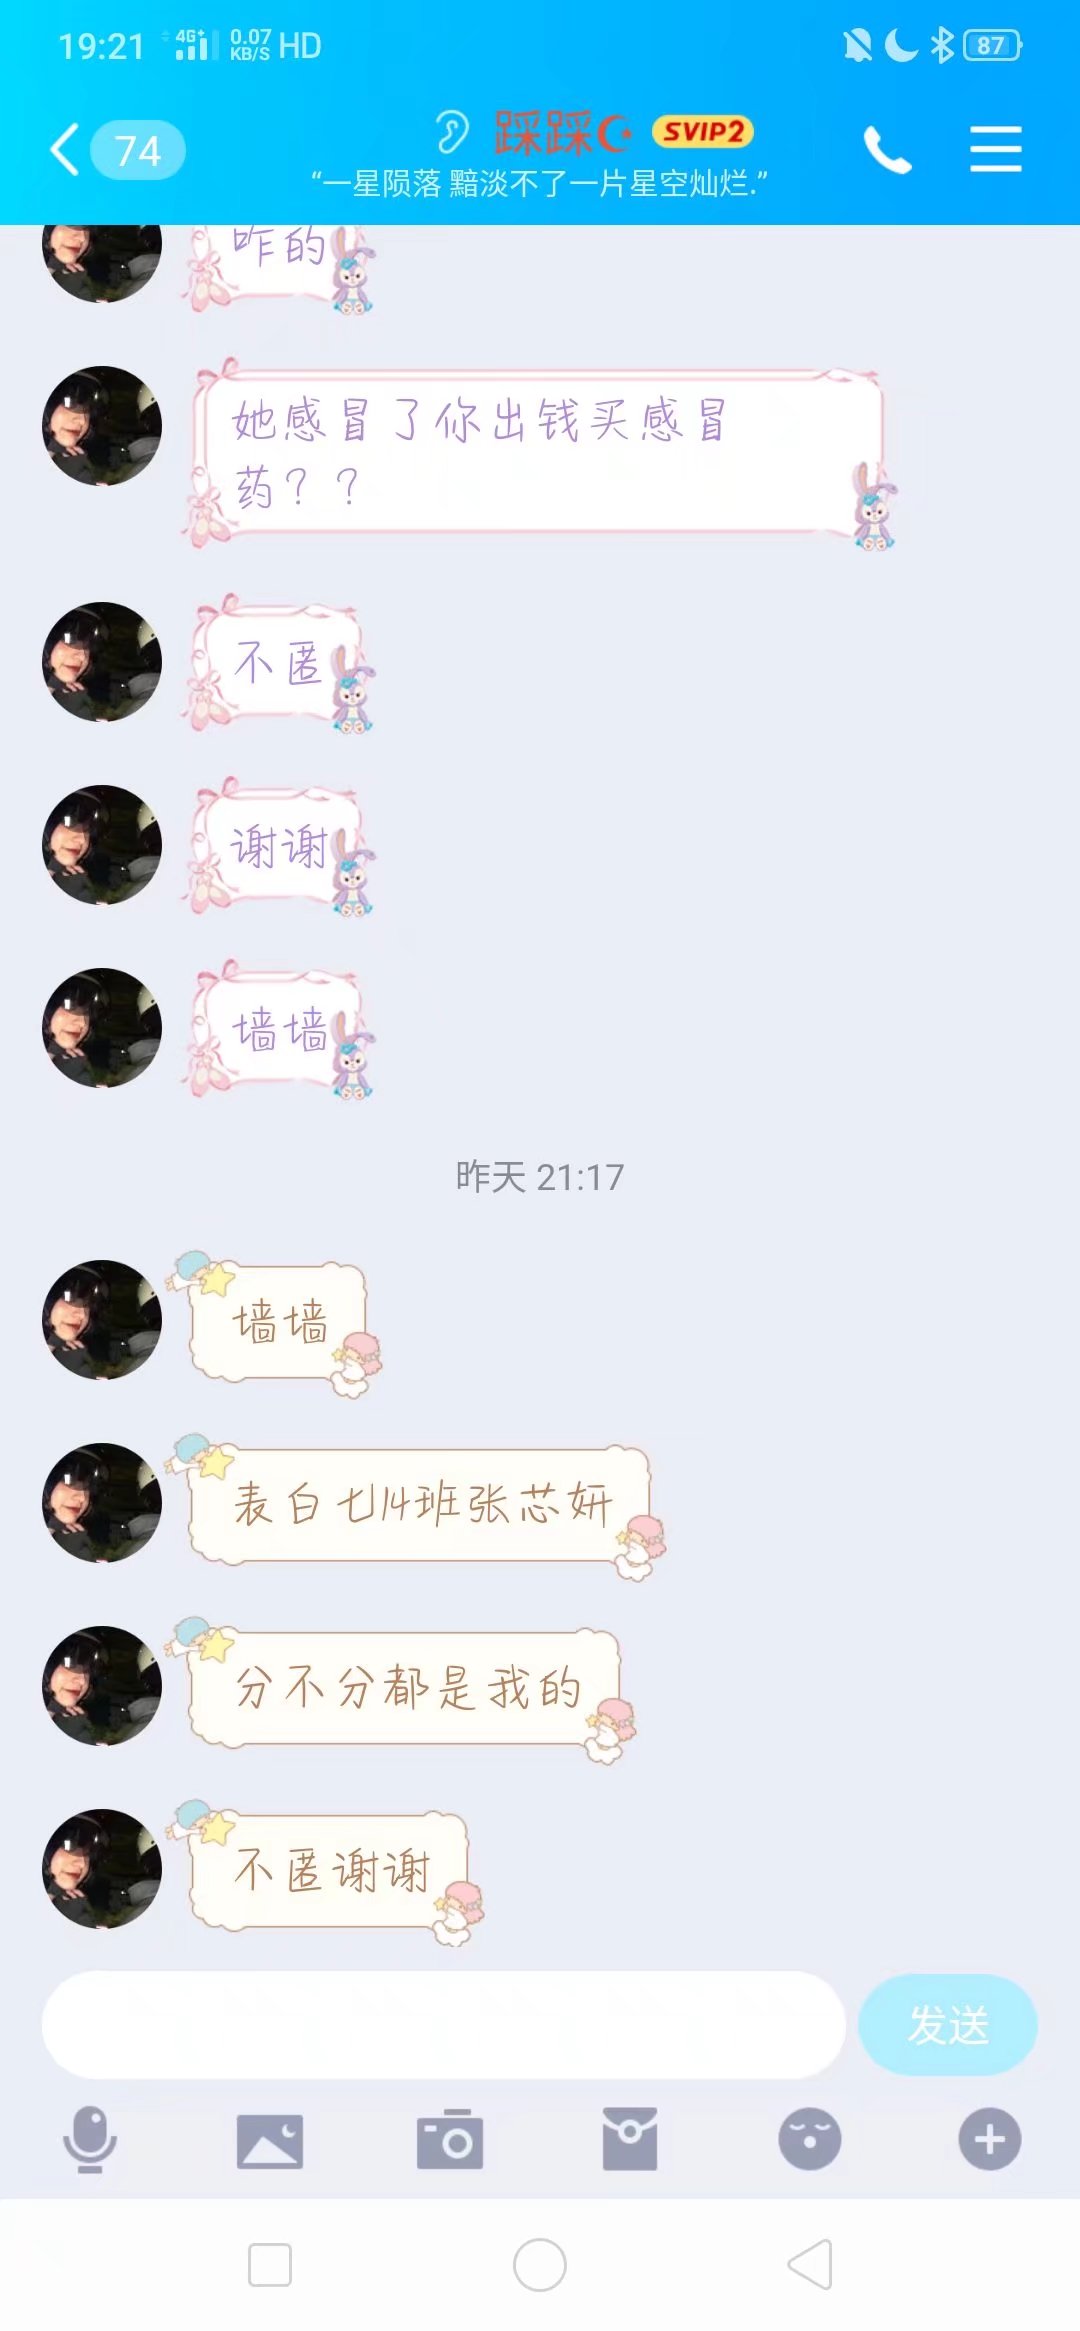 19:21 4G+ 0.07 KB/S HD 87
74 踩踩 SVIP2
“一星陨落 黯淡不了一片星空灿烂.”
咋的
她感冒了你出钱买感冒
药？？
不匿
谢谢
墙墙
昨天 21:17
墙墙
表白七14班张芯妍
分不分都是我的
不匿谢谢
发送